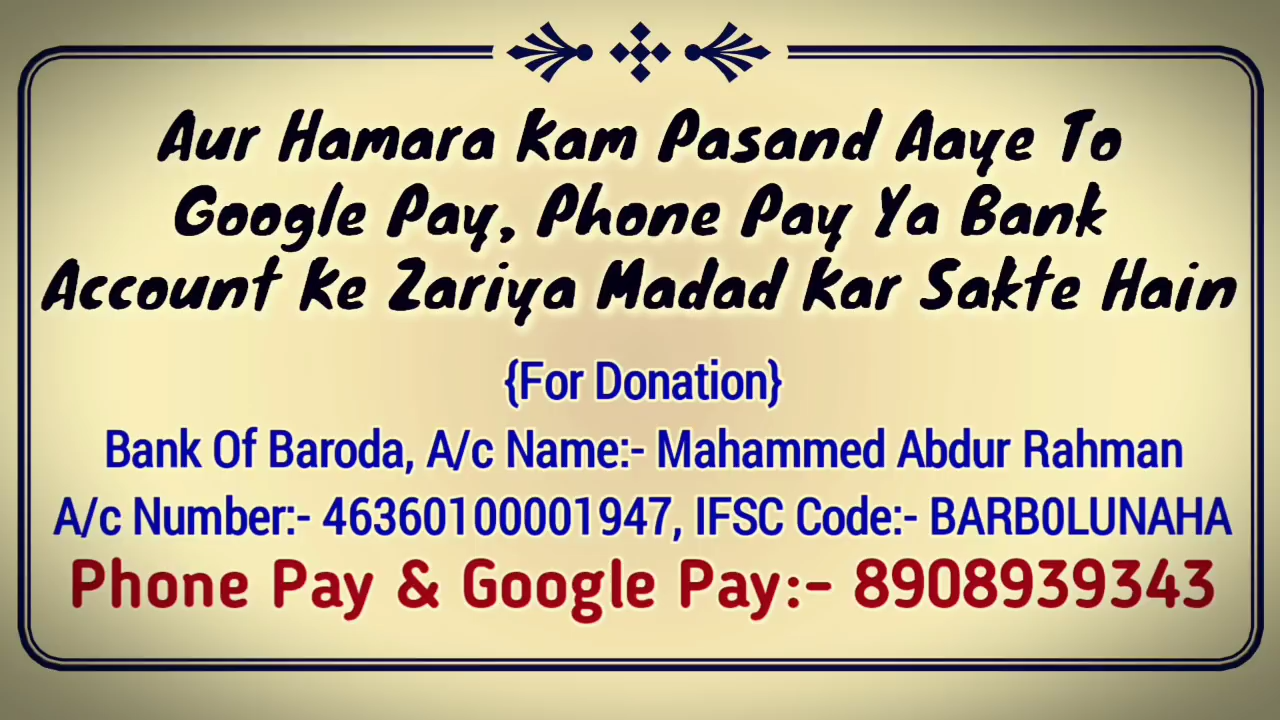 Aur Hamara Kam Pasand Aaye To
Google Pay, Phone Pay Ya Bank
Account Ke Zariya Madad Kar Sakte Hain
{For Donation}
Bank Of Baroda, A/c Name:- Mahammed Abdur Rahman
A/c Number:- 46360100001947, IFSC Code:- BARB0LUNAHA
Phone Pay & Google Pay:- 8908939343